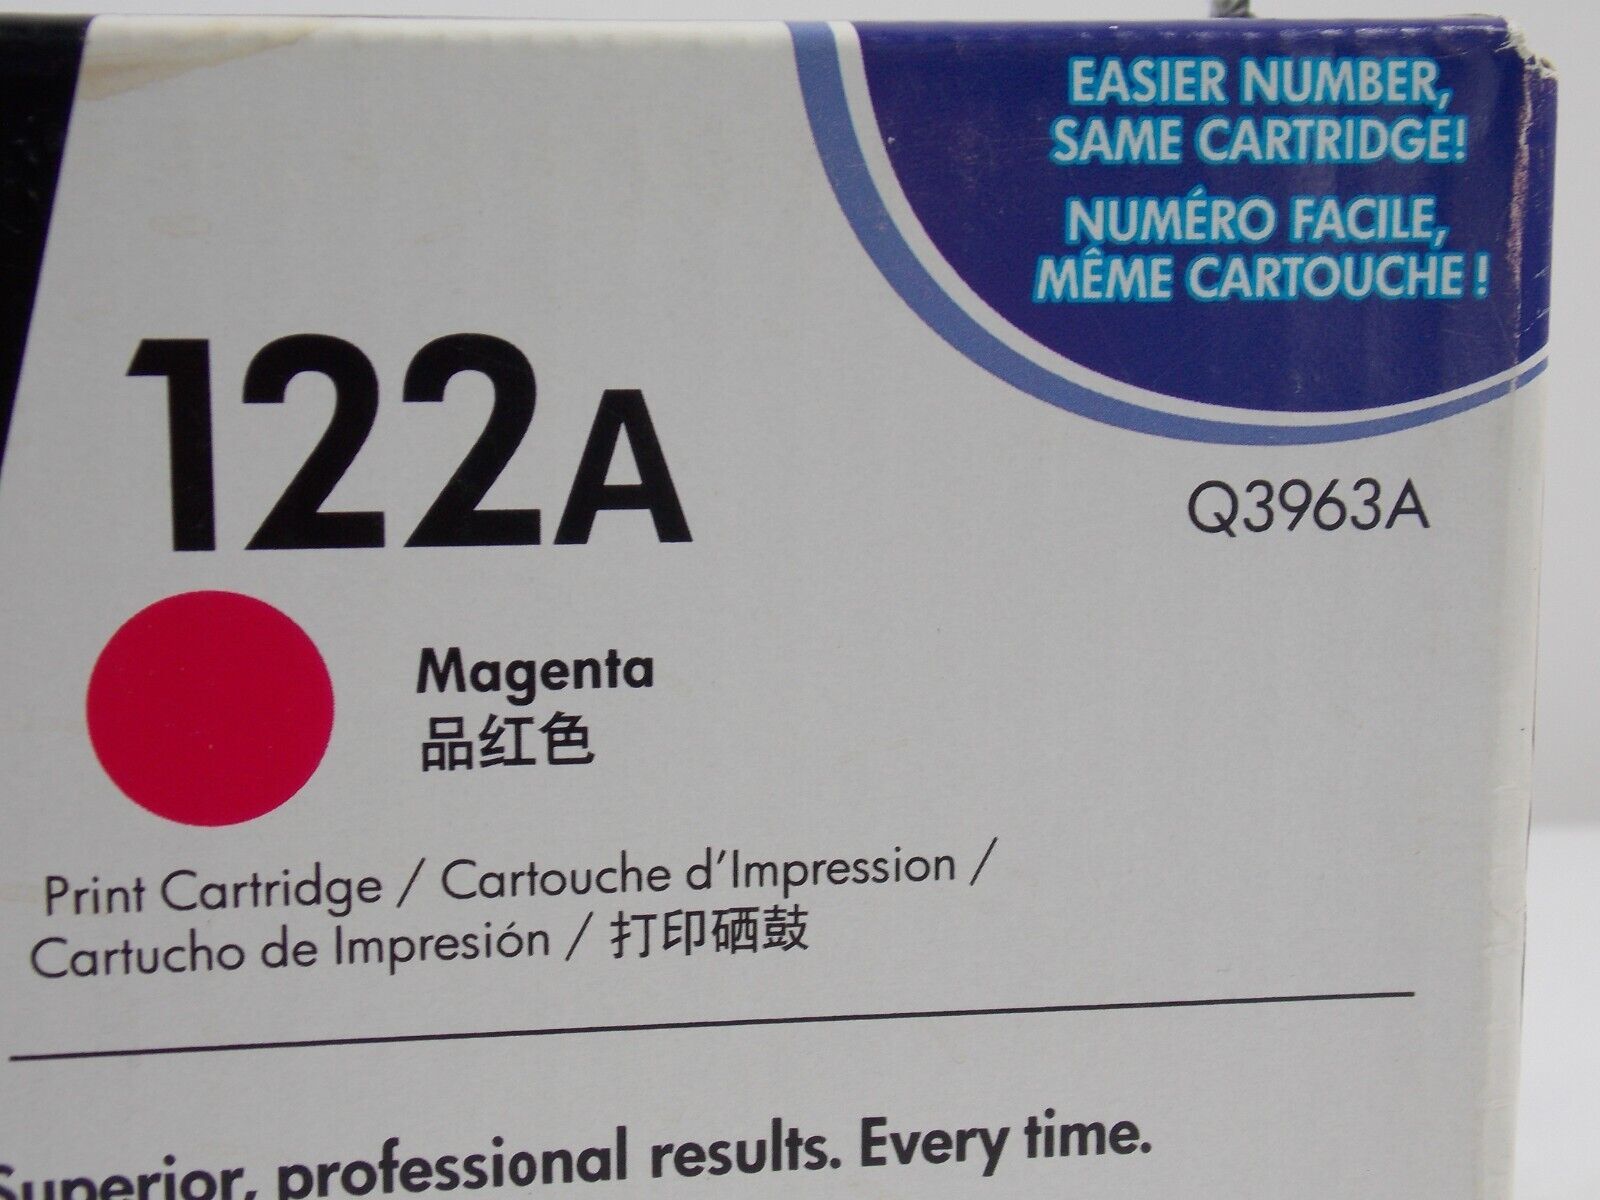 EASIER NUMBER,
SAME CARTRIDGE!
NUMÉRO FACILE,
MÊME CARTOUCHE !
122A
Q3963A
Magenta
品红色
Print Cartridge / Cartouche d'Impression /
Cartucho de Impresión / 打印硒鼓
Superior, professional results. Every time.